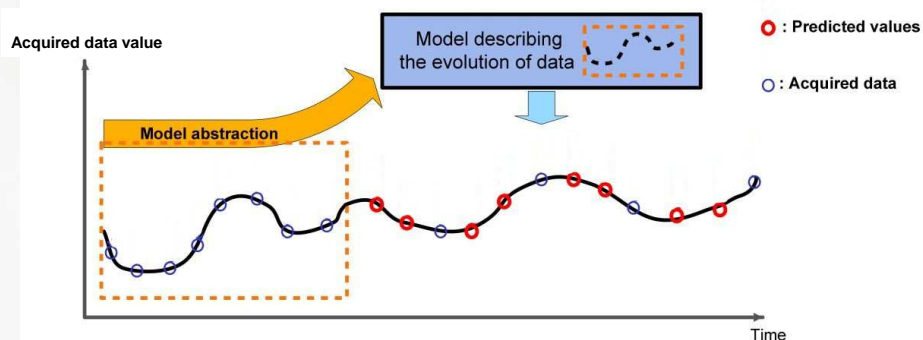 Acquired data value
Model describing
the evolution of data
: Predicted values
: Acquired data
Model abstraction
Time